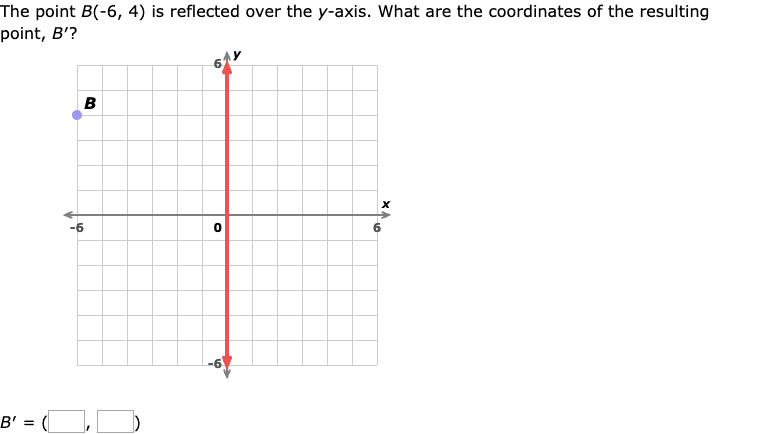 The point B(-6, 4) is reflected over the y-axis. What are the coordinates of the resulting
point, B′?
6 y
B
x
-6 0 6
-6
B′ = ( , )